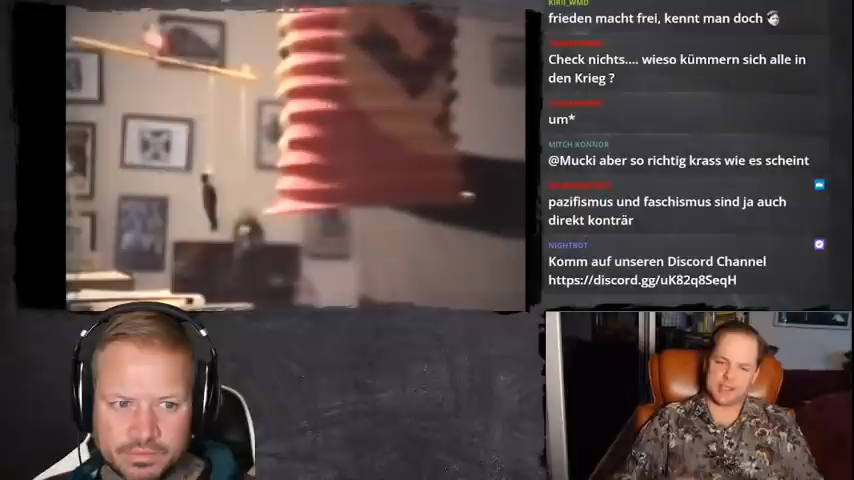 KIRII_WMD
frieden macht frei, kennt man doch
Check nichts.... wieso kümmern sich alle in
den Krieg ?
um*
MITCH KONNOR
@Mucki aber so richtig krass wie es scheint
pazifismus und faschismus sind ja auch
direkt konträr
NIGHTBOT
Komm auf unseren Discord Channel
https://discord.gg/uK82q8SeqH